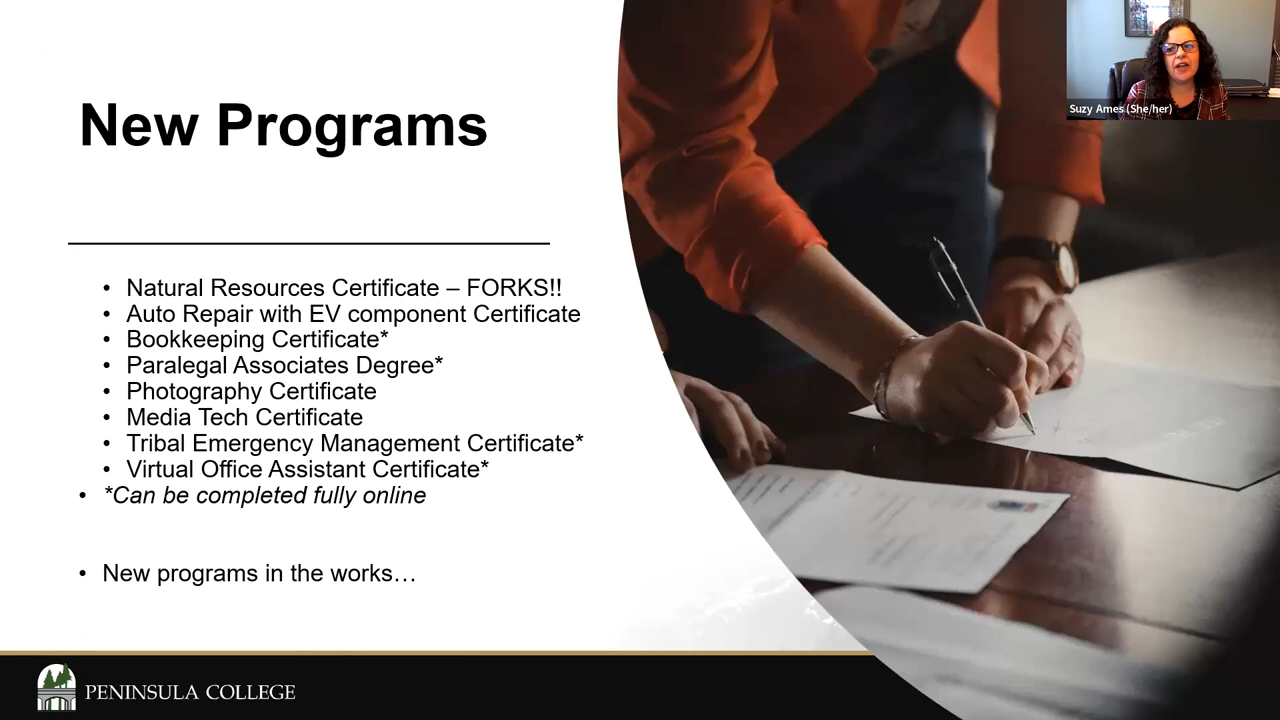 New Programs
• Natural Resources Certificate – FORKS!!
• Auto Repair with EV component Certificate
• Bookkeeping Certificate*
• Paralegal Associates Degree*
• Photography Certificate
• Media Tech Certificate
• Tribal Emergency Management Certificate*
• Virtual Office Assistant Certificate*
• *Can be completed fully online
• New programs in the works…
PENINSULA COLLEGE
Suzy Ames (She/her)